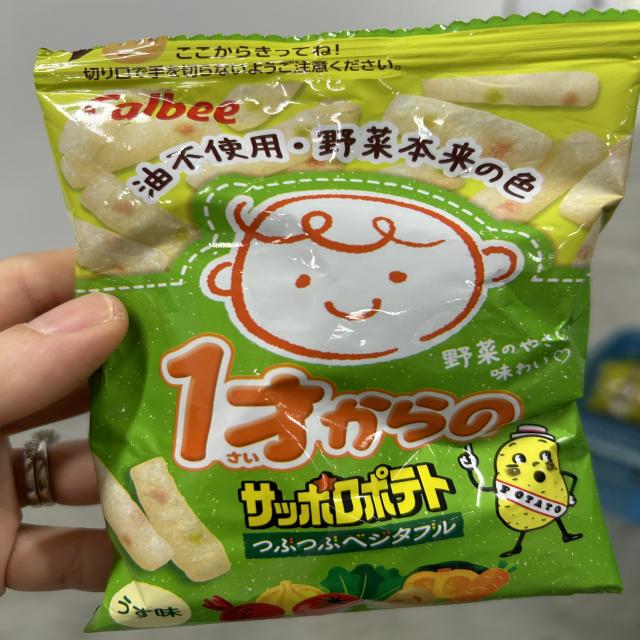 ここからきってね!
切り口で手を切らないようご注意ください。
Calbee
油不使用・野菜本来の色
野菜のやさしい
味わい♡
1才からの
さい
サッポロポテト
つぶつぶベジタブル
POTATO
うす味